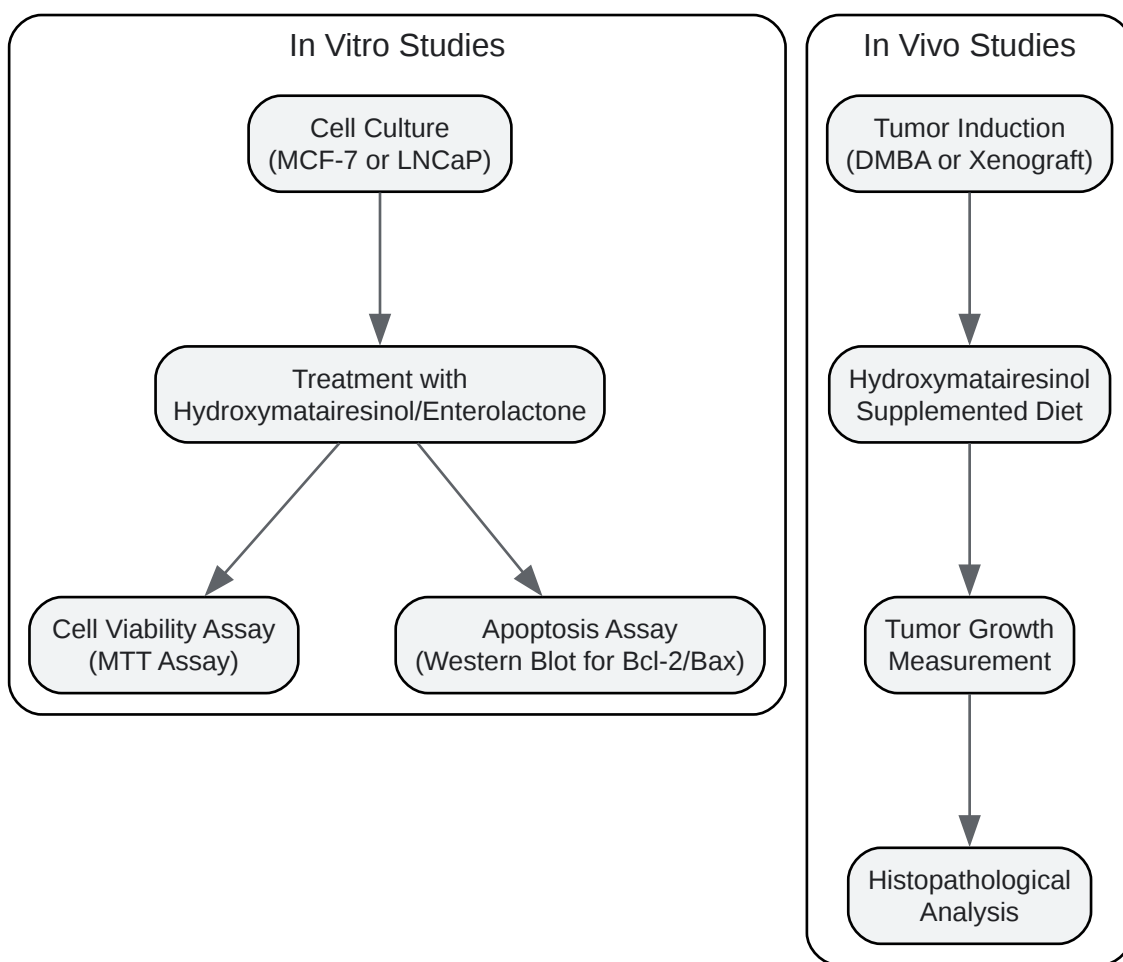 In Vitro Studies
Cell Culture
(MCF-7 or LNCaP)
Treatment with
Hydroxymatairesinol/Enterolactone
Cell Viability Assay
(MTT Assay)
Apoptosis Assay
(Western Blot for Bcl-2/Bax)
In Vivo Studies
Tumor Induction
(DMBA or Xenograft)
Hydroxymatairesinol
Supplemented Diet
Tumor Growth
Measurement
Histopathological
Analysis